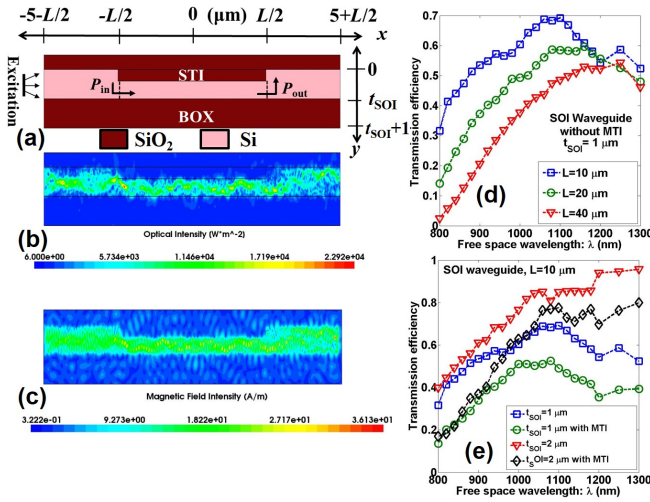 -5-L/2 -L/2 0 (μm) L/2 5+L/2
x
Excitation
STI
P_in
P_out
BOX
0
t_SOI
t_SOI+1
y
(a)
SiO₂ Si
(b)
Optical Intensity (W*m^-2)
6.000e+00 5.734e+03 1.146e+04 1.719e+04 2.292e+04
(c)
Magnetic Field Intensity (A/m)
3.222e-01 9.273e+00 1.822e+01 2.717e+01 3.613e+01
Transmission efficiency
0.7
0.6
0.5
0.4
0.3
0.2
0.1
0
SOI Waveguide
without MTI
t_SOI= 1 μm
(d)
L=10 μm
L=20 μm
L=40 μm
800 900 1000 1100 1200 1300
Free space wavelength: λ (nm)
Transmission efficiency
1
0.8
0.6
0.4
0.2
0
SOI waveguide, L=10 μm
t_SOI=1 μm
t_SOI=1 μm with MTI
t_SOI=2 μm
t_SOI=2 μm with MTI
(e)
800 900 1000 1100 1200 1300
Free space wavelength: λ (nm)